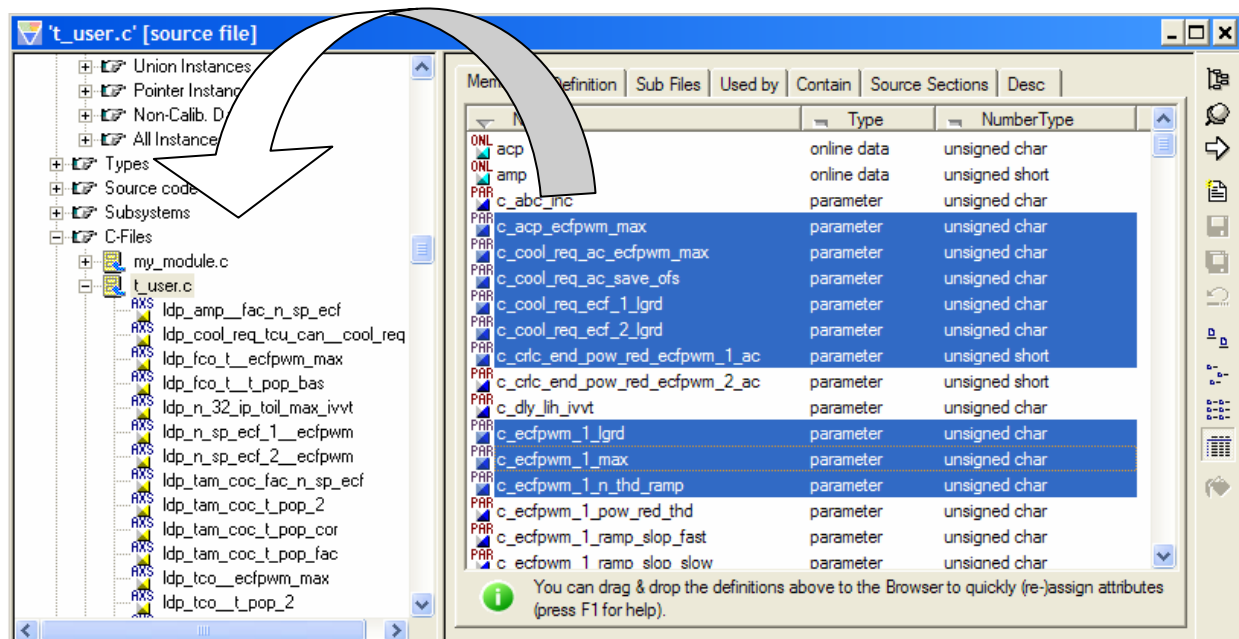 't_user.c' [source file]
Union Instances
Pointer Instanc
Non-Calib. D
All Instance
Types
Source code
Subsystems
C-Files
my_module.c
t_user.c
AXS ldp_amp__fac_n_sp_ecf
AXS ldp_cool_req_tcu_can__cool_req
AXS ldp_fco_t__ecfpwm_max
AXS ldp_fco_t__t_pop_bas
AXS ldp_n_32_ip_toil_max_ivvt
AXS ldp_n_sp_ecf_1__ecfpwm
AXS ldp_n_sp_ecf_2__ecfpwm
AXS ldp_tam_coc_fac_n_sp_ecf
AXS ldp_tam_coc_t_pop_2
AXS ldp_tam_coc_t_pop_cor
AXS ldp_tam_coc_t_pop_fac
AXS ldp_tco__ecfpwm_max
AXS ldp_tco__t_pop_2
Mem efinition Sub Files Used by Contain Source Sections Desc
N Type NumberType
ONL acp online data unsigned char
ONL amp online data unsigned short
PAR c_abc_inc parameter unsigned char
PAR c_acp_ecfpwm_max parameter unsigned char
PAR c_cool_req_ac_ecfpwm_max parameter unsigned char
PAR c_cool_req_ac_save_ofs parameter unsigned char
PAR c_cool_req_ecf_1_lgrd parameter unsigned char
PAR c_cool_req_ecf_2_lgrd parameter unsigned char
PAR c_crlc_end_pow_red_ecfpwm_1_ac parameter unsigned short
PAR c_crlc_end_pow_red_ecfpwm_2_ac parameter unsigned short
PAR c_dly_lih_ivvt parameter unsigned char
PAR c_ecfpwm_1_lgrd parameter unsigned char
PAR c_ecfpwm_1_max parameter unsigned char
PAR c_ecfpwm_1_n_thd_ramp parameter unsigned char
PAR c_ecfpwm_1_pow_red_thd parameter unsigned char
PAR c_ecfpwm_1_ramp_slop_fast parameter unsigned char
PAR c_ecfpwm_1_ramp_slop_slow parameter unsigned char
You can drag & drop the definitions above to the Browser to quickly (re-)assign attributes
(press F1 for help).